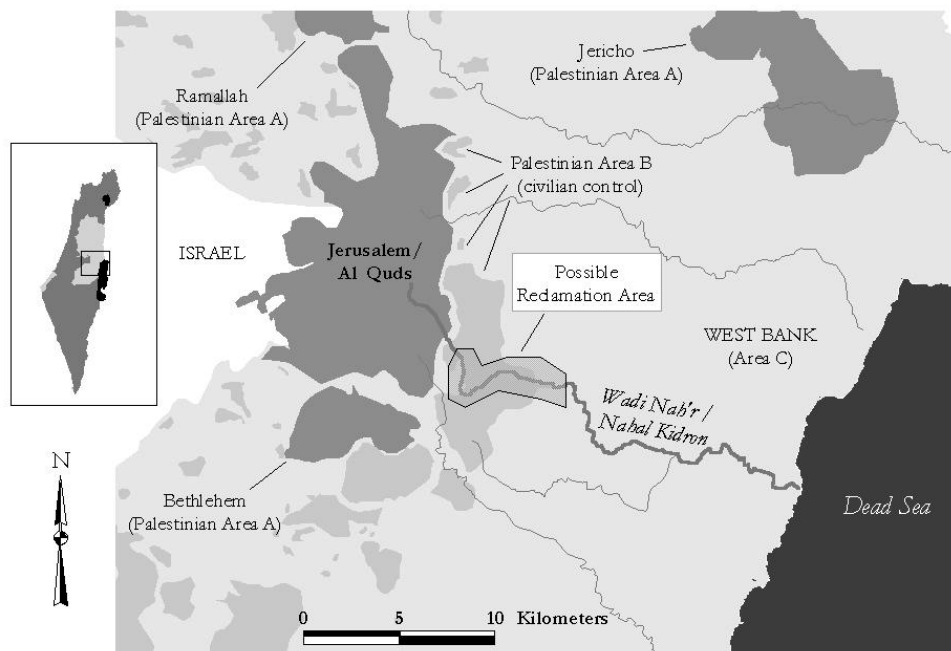 Jericho
(Palestinian Area A)
Ramallah
(Palestinian Area A)
Palestinian Area B
(civilian control)
ISRAEL
Jerusalem/
Al Quds
Possible
Reclamation Area
WEST BANK
(Area C)
Wadi Nah'r /
Nahal Kidron
N
Bethlehem
(Palestinian Area A)
Dead Sea
0 5 10 Kilometers